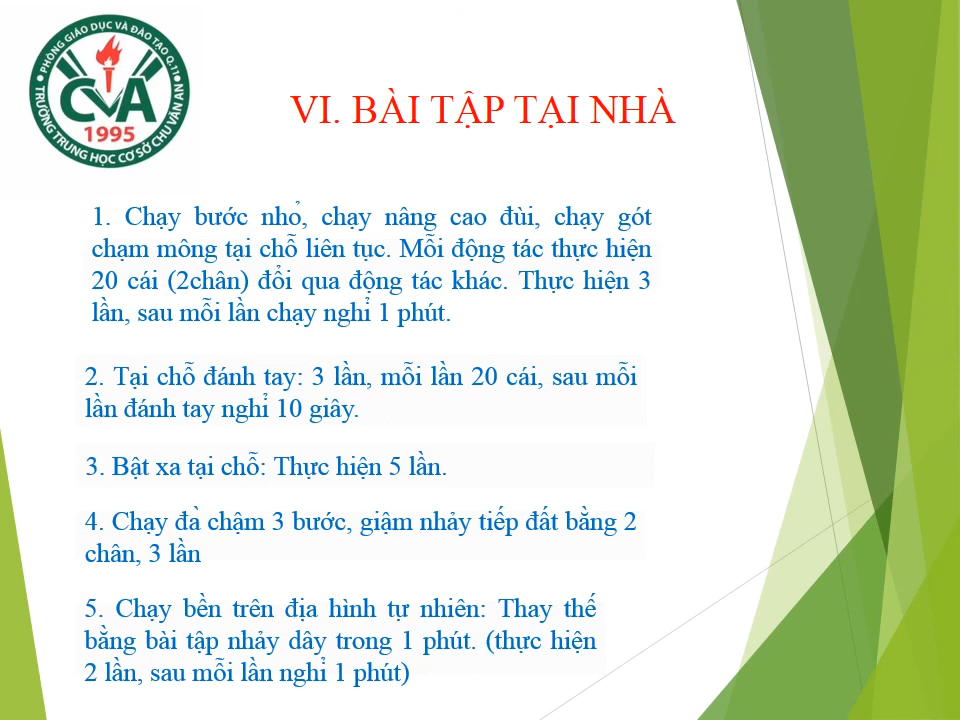 PHÒNG GIÁO DỤC VÀ ĐÀO TẠO Q.11
CVA
1995
TRƯỜNG TRUNG HỌC CƠ SỞ CHU VĂN AN
VI. BÀI TẬP TẠI NHÀ
1. Chạy bước nhỏ, chạy nâng cao đùi, chạy gót
chạm mông tại chỗ liên tục. Mỗi động tác thực hiện
20 cái (2chân) đổi qua động tác khác. Thực hiện 3
lần, sau mỗi lần chạy nghỉ 1 phút.
2. Tại chỗ đánh tay: 3 lần, mỗi lần 20 cái, sau mỗi
lần đánh tay nghỉ 10 giây.
3. Bật xa tại chỗ: Thực hiện 5 lần.
4. Chạy đà chậm 3 bước, giậm nhảy tiếp đất bằng 2
chân, 3 lần
5. Chạy bền trên địa hình tự nhiên: Thay thế
bằng bài tập nhảy dây trong 1 phút. (thực hiện
2 lần, sau mỗi lần nghỉ 1 phút)